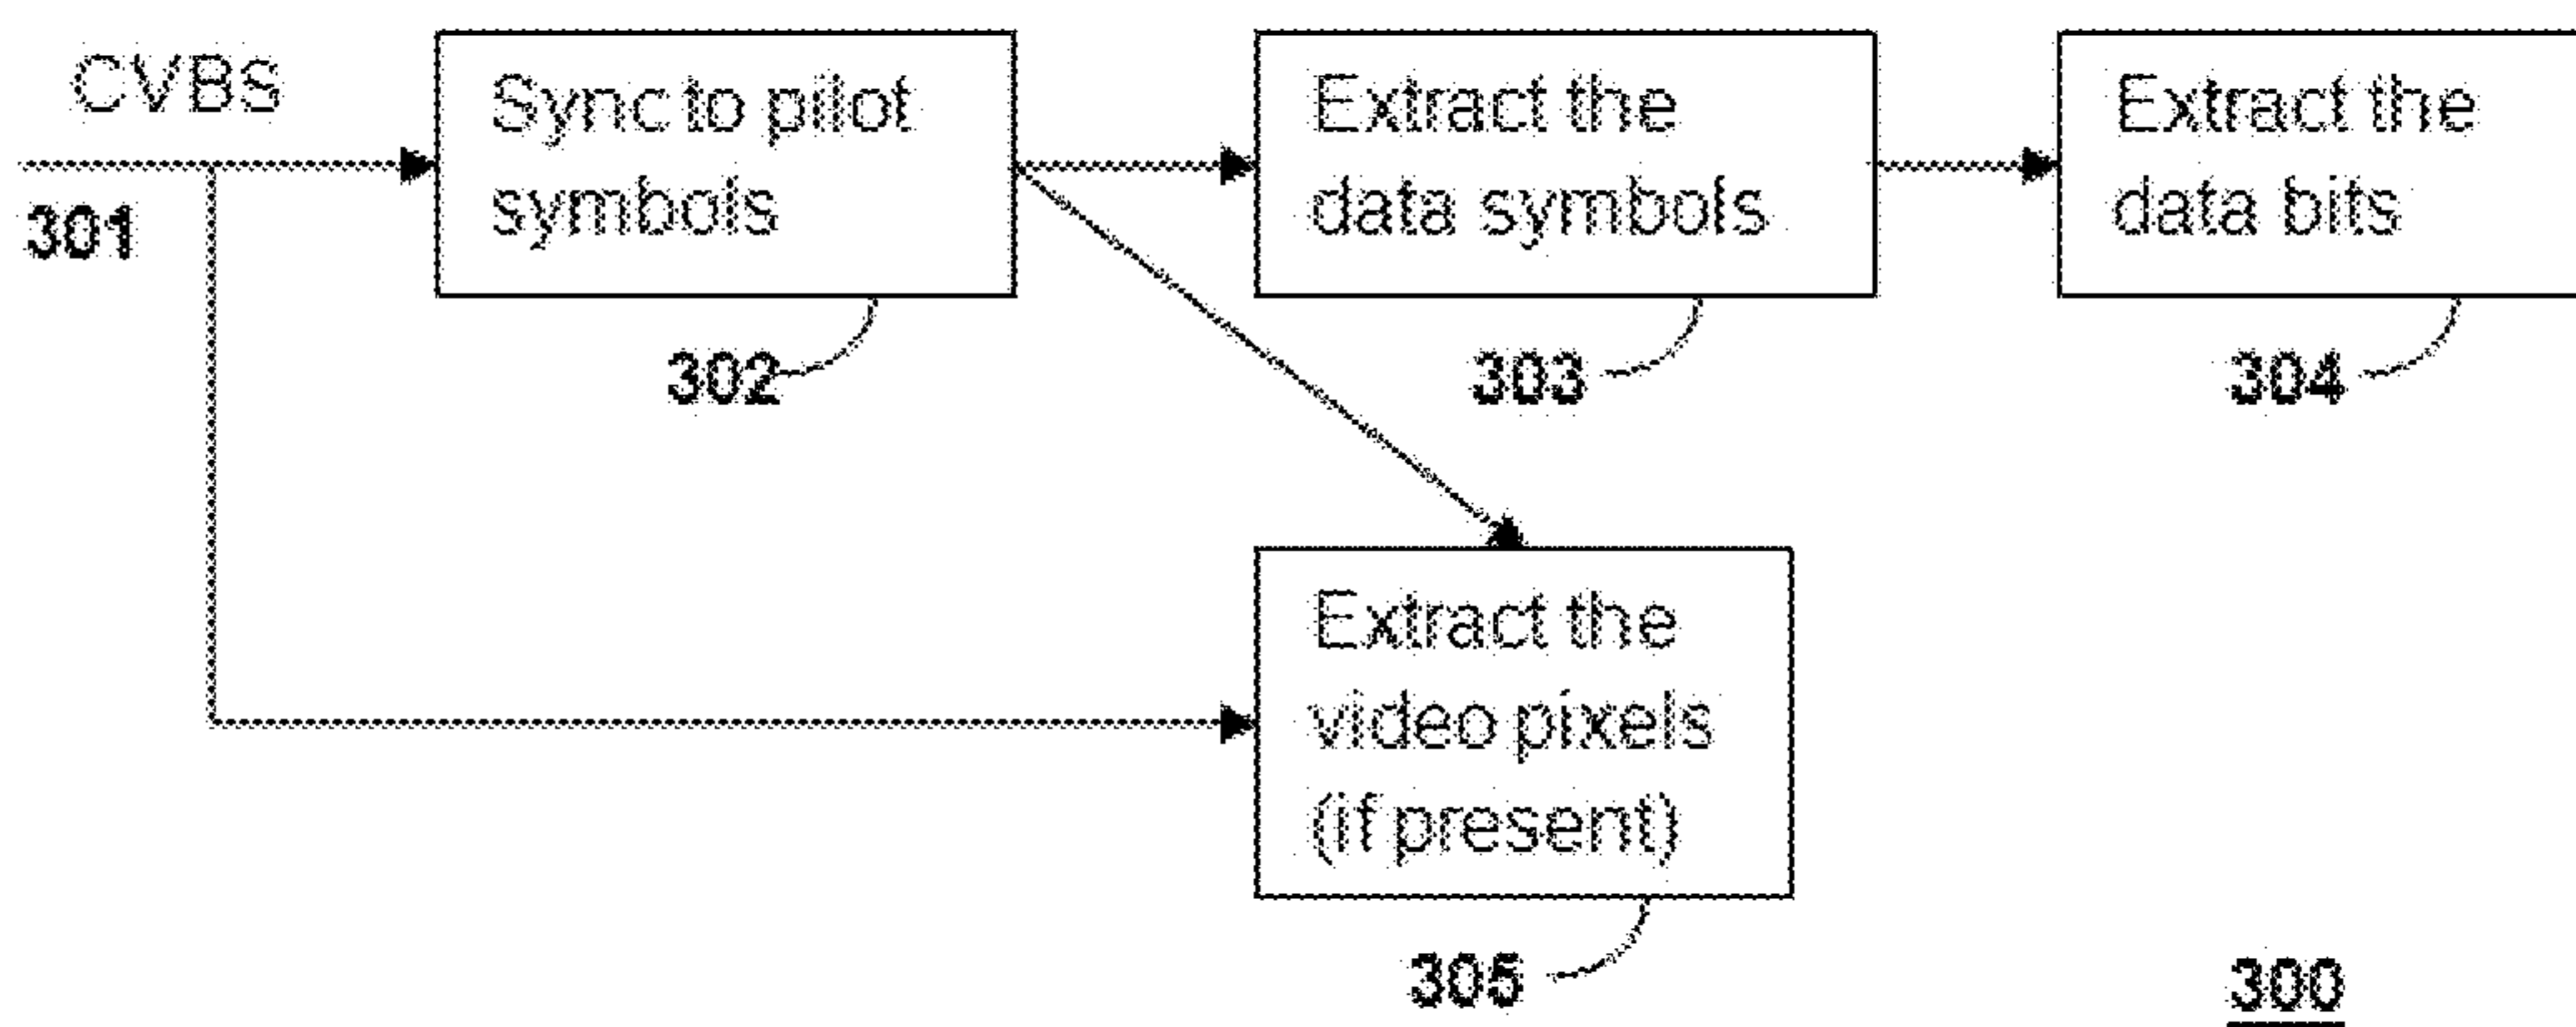 CVBS
301
Sync to pilot
symbols
302
Extract the
data symbols
303
Extract the
data bits
304
Extract the
video pixels
(if present)
305
300